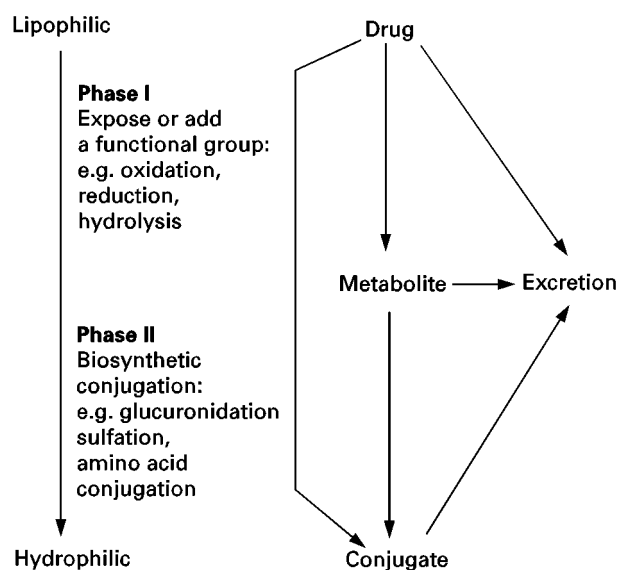 Lipophilic
Drug
Phase I
Expose or add
a functional group:
e.g. oxidation,
reduction,
hydrolysis
Metabolite
Excretion
Phase II
Biosynthetic
conjugation:
e.g. glucuronidation
sulfation,
amino acid
conjugation
Hydrophilic
Conjugate